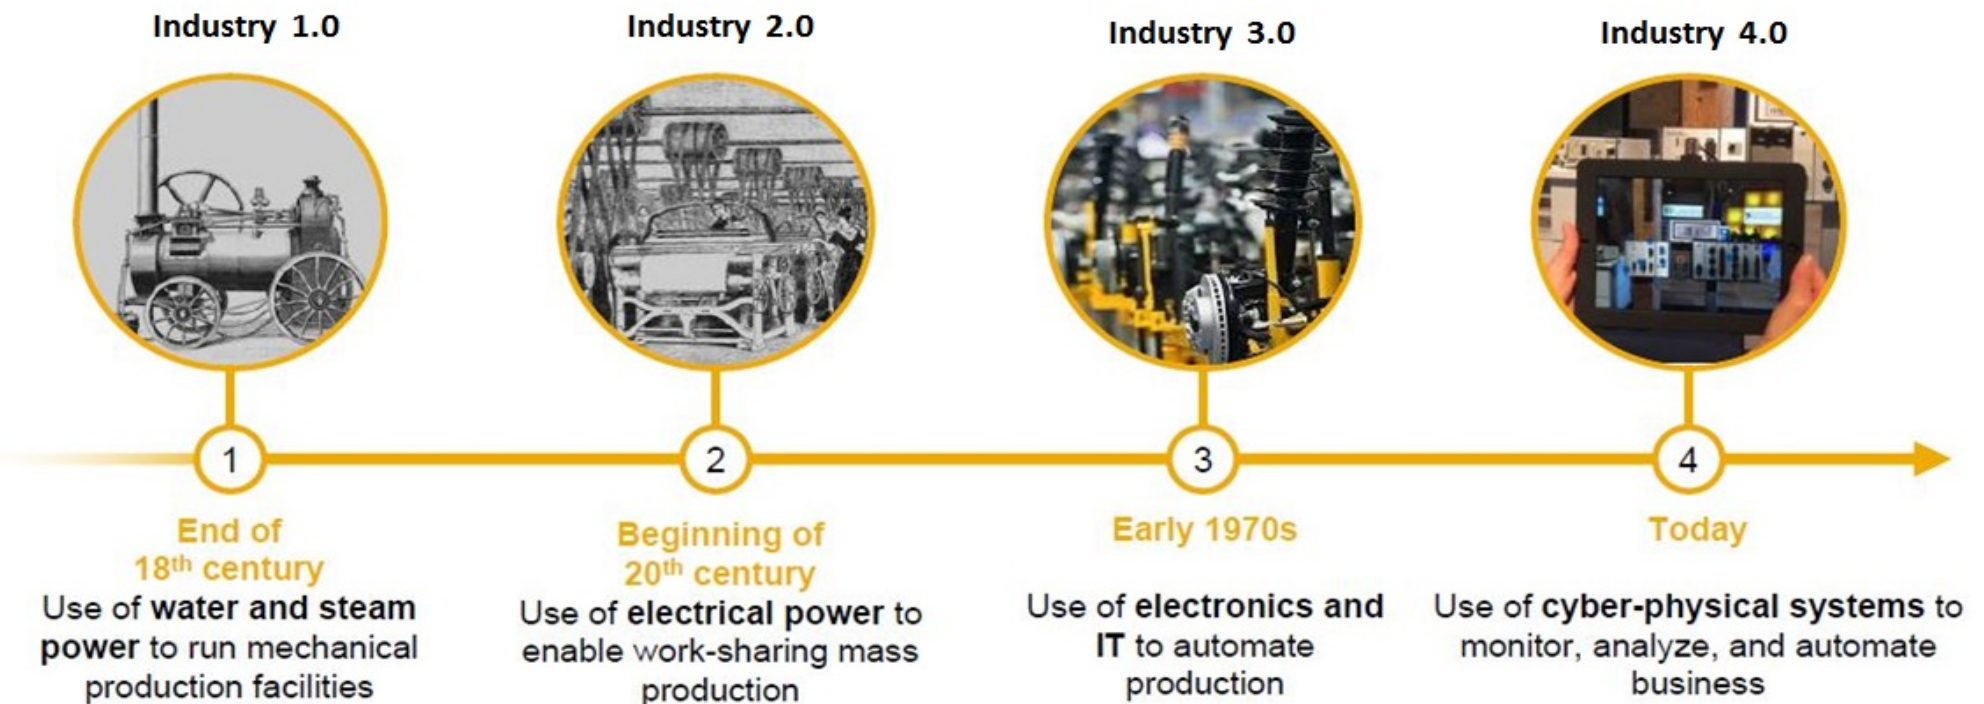 Industry 1.0
Industry 2.0
Industry 3.0
Industry 4.0
1
2
3
4
End of
18th century
Use of water and steam
power to run mechanical
production facilities
Beginning of
20th century
Use of electrical power to
enable work-sharing mass
production
Early 1970s
Use of electronics and
IT to automate
production
Today
Use of cyber-physical systems to
monitor, analyze, and automate
business